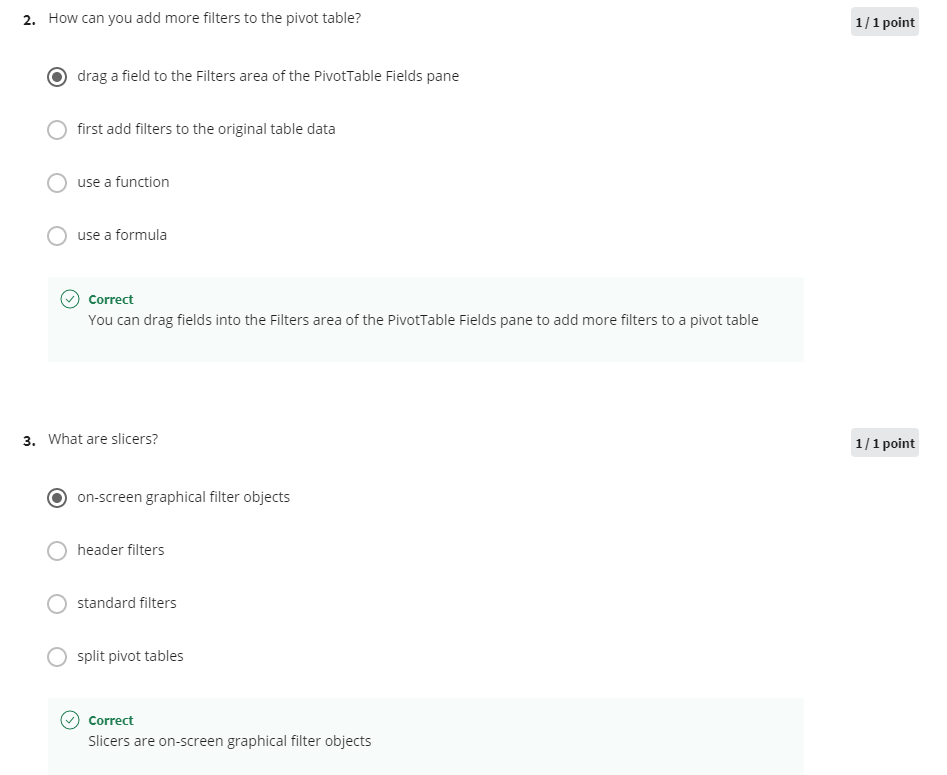 2. How can you add more filters to the pivot table?
1 / 1 point
drag a field to the Filters area of the PivotTable Fields pane
first add filters to the original table data
use a function
use a formula
Correct
You can drag fields into the Filters area of the PivotTable Fields pane to add more filters to a pivot table
3. What are slicers?
1 / 1 point
on-screen graphical filter objects
header filters
standard filters
split pivot tables
Correct
Slicers are on-screen graphical filter objects